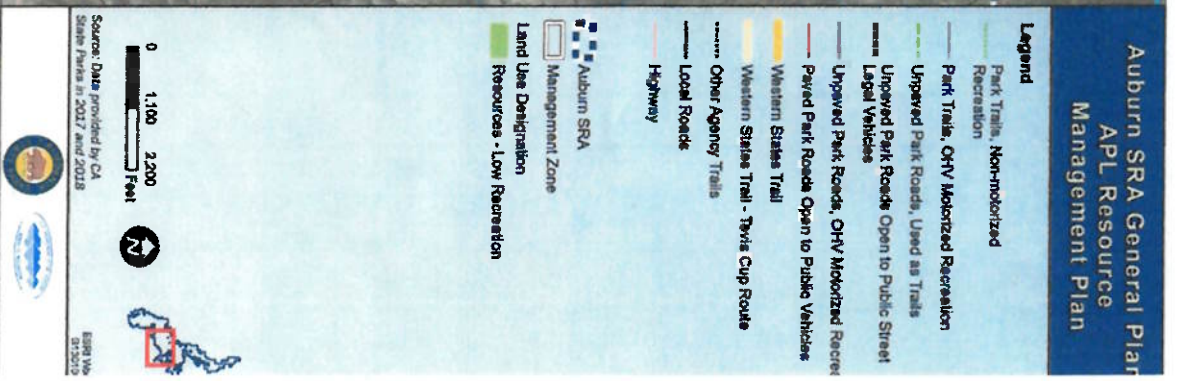 Auburn SRA General Plan
APL Resource
Management Plan
Legend
Park Trails, Non-motorized
Recreation
Park Trails, OHV Motorized Recreation
Unpaved Park Roads, Used as Trails
Unpaved Park Roads Open to Public Street
Legal Vehicles
Unpaved Park Roads, OHV Motorized Recrea
Paved Park Roads Open to Public Vehicles
Western States Trail
Western States Trail - Tevis Cup Route
Other Agency Trails
Local Roads
Highway
Auburn SRA
Management Zone
Land Use Designation
Resources - Low Recreation
0 1,100 2,200
Feet
N
Source: Data provided by CA
State Parks in 2017 and 2018